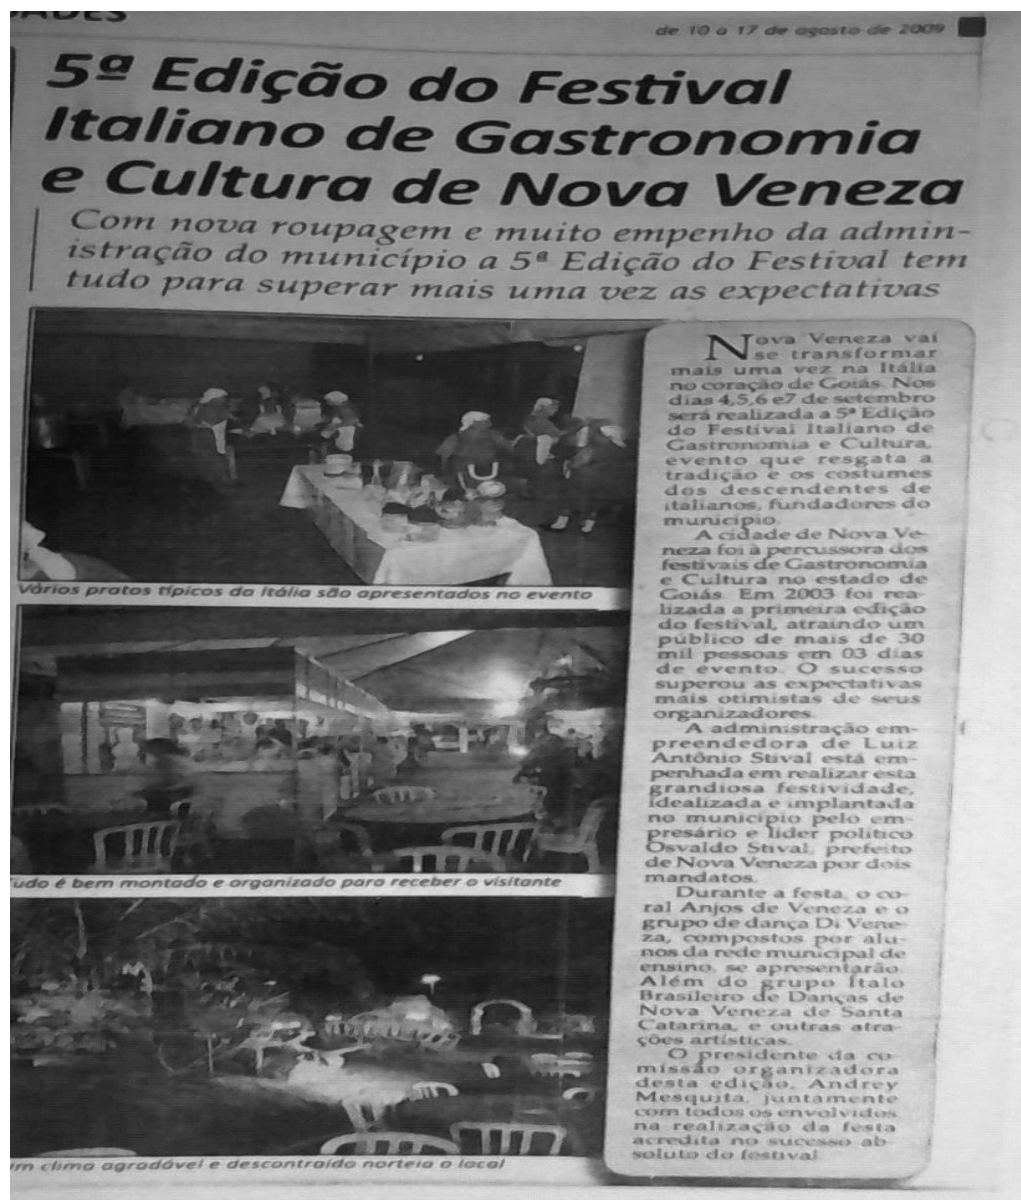 DADES
de 10 a 17 de agosto de 2009
5ª Edição do Festival
Italiano de Gastronomia
e Cultura de Nova Veneza
Com nova roupagem e muito empenho da admin-
istração do município a 5ª Edição do Festival tem
tudo para superar mais uma vez as expectativas
Vários pratos típicos da Itália são apresentados no evento
Tudo é bem montado e organizado para receber o visitante
um clima agradável e descontraído norteia o local
Nova Veneza vai
se transformar
mais uma vez na Itália
no coração de Goiás. Nos
dias 4,5,6 e7 de setembro
será realizada a 5ª Edição
do Festival Italiano de
Gastronomia e Cultura,
evento que resgata a
tradição e os costumes
dos descendentes de
italianos, fundadores do
município.
A cidade de Nova Ve-
neza foi à percussora dos
festivais de Gastronomia
e Cultura no estado de
Goiás. Em 2003 foi rea-
lizada a primeira edição
do festival, atraindo um
público de mais de 30
mil pessoas em 03 dias
de evento. O sucesso
superou as expectativas
mais otimistas de seus
organizadores.
A administração em-
preendedora de Luiz
Antônio Stival está em-
penhada em realizar esta
grandiosa festividade,
idealizada e implantada
no município pelo em-
presário e líder político
Osvaldo Stival, prefeito
de Nova Veneza por dois
mandatos.
Durante a festa, o co-
ral Anjos de Veneza e o
grupo de dança Di Vene-
za, compostos por alu-
nos da rede municipal de
ensino, se apresentarão.
Além do grupo Ítalo
Brasileiro de Danças de
Nova Veneza de Santa
Catarina, e outras atra-
ções artísticas.
O presidente da co-
missão organizadora
desta edição, Andrey
Mesquita, juntamente
com todos os envolvidos
na realização da festa
acredita no sucesso ab-
soluto do festival.